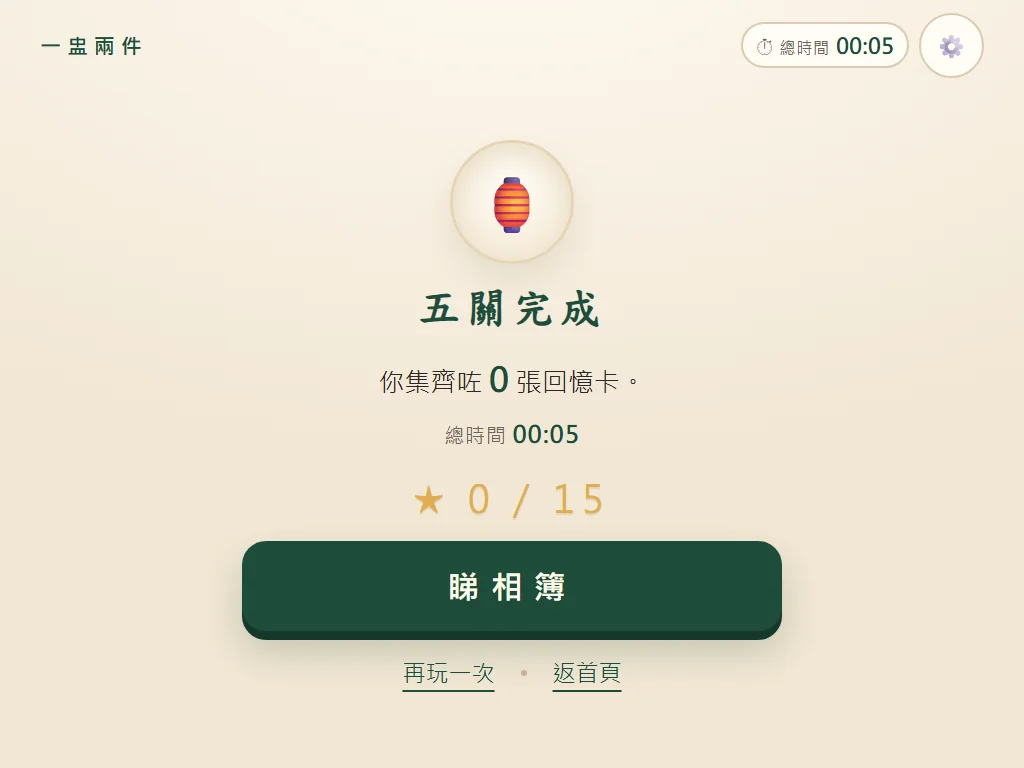 一盅兩件
⏱ 總時間 00:05
五關完成
你集齊咗 0 張回憶卡。
總時間 00:05
★ 0 / 15
睇相簿
再玩一次 • 返首頁